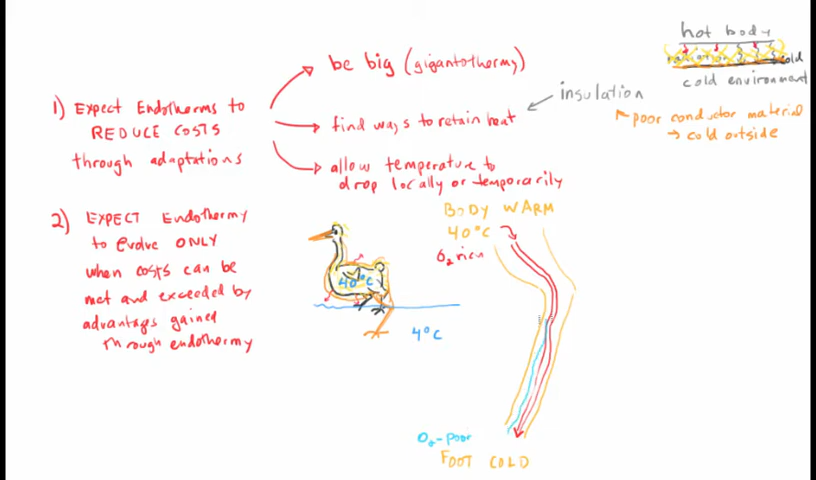 1) EXPECT Endotherms to
REDUCE COSTS
through adaptations
be big (gigantothermy)
find ways to retain heat
insulation
allow temperature to
drop locally or temporarily
hot body
cold
cold environment
poor conductor material
→ cold outside
2) EXPECT Endothermy
to evolve ONLY
when costs can be
met and exceeded by
advantages gained
through endothermy
40°C
4°C
BODY WARM
40°C
O2 rich
O2-poor
FOOT COLD